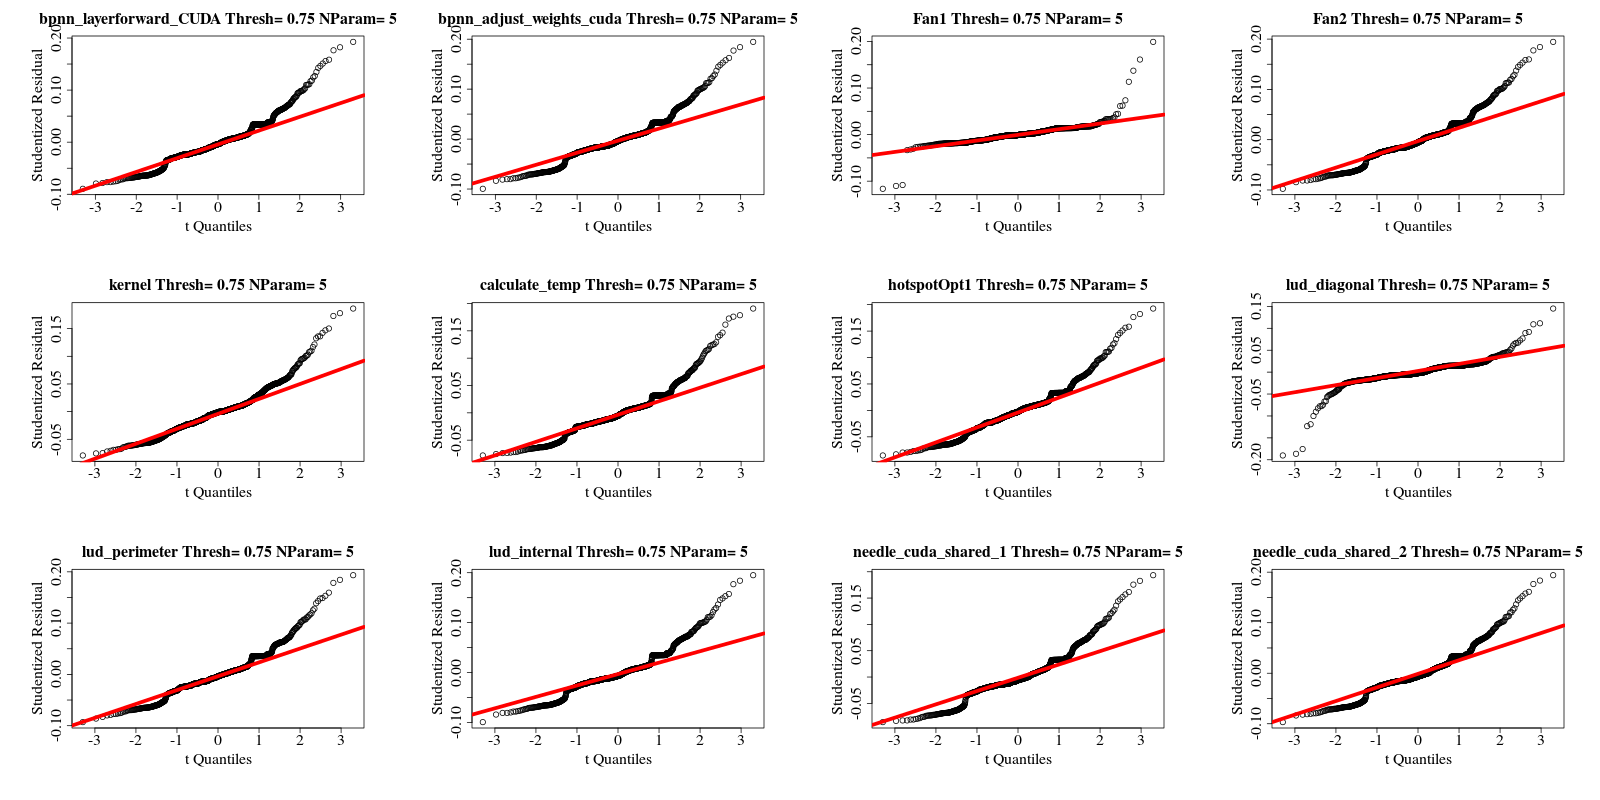 bpnn_layerforward_CUDA Thresh= 0.75 NParam= 5
Studentized Residual
-0.10 0.00 0.10 0.20
-3 -2 -1 0 1 2 3
t Quantiles
bpnn_adjust_weights_cuda Thresh= 0.75 NParam= 5
Studentized Residual
-0.10 0.00 0.10 0.20
-3 -2 -1 0 1 2 3
t Quantiles
Fan1 Thresh= 0.75 NParam= 5
Studentized Residual
-0.10 0.00 0.10 0.20
-3 -2 -1 0 1 2 3
t Quantiles
Fan2 Thresh= 0.75 NParam= 5
Studentized Residual
-0.10 0.00 0.10 0.20
-3 -2 -1 0 1 2 3
t Quantiles
kernel Thresh= 0.75 NParam= 5
Studentized Residual
-0.05 0.05 0.15
-3 -2 -1 0 1 2 3
t Quantiles
calculate_temp Thresh= 0.75 NParam= 5
Studentized Residual
-0.05 0.05 0.15
-3 -2 -1 0 1 2 3
t Quantiles
hotspotOpt1 Thresh= 0.75 NParam= 5
Studentized Residual
-0.05 0.05 0.15
-3 -2 -1 0 1 2 3
t Quantiles
lud_diagonal Thresh= 0.75 NParam= 5
Studentized Residual
-0.20 -0.05 0.05 0.15
-3 -2 -1 0 1 2 3
t Quantiles
lud_perimeter Thresh= 0.75 NParam= 5
Studentized Residual
-0.10 0.00 0.10 0.20
-3 -2 -1 0 1 2 3
t Quantiles
lud_internal Thresh= 0.75 NParam= 5
Studentized Residual
-0.10 0.00 0.10 0.20
-3 -2 -1 0 1 2 3
t Quantiles
needle_cuda_shared_1 Thresh= 0.75 NParam= 5
Studentized Residual
-0.05 0.05 0.15
-3 -2 -1 0 1 2 3
t Quantiles
needle_cuda_shared_2 Thresh= 0.75 NParam= 5
Studentized Residual
-0.10 0.00 0.10 0.20
-3 -2 -1 0 1 2 3
t Quantiles